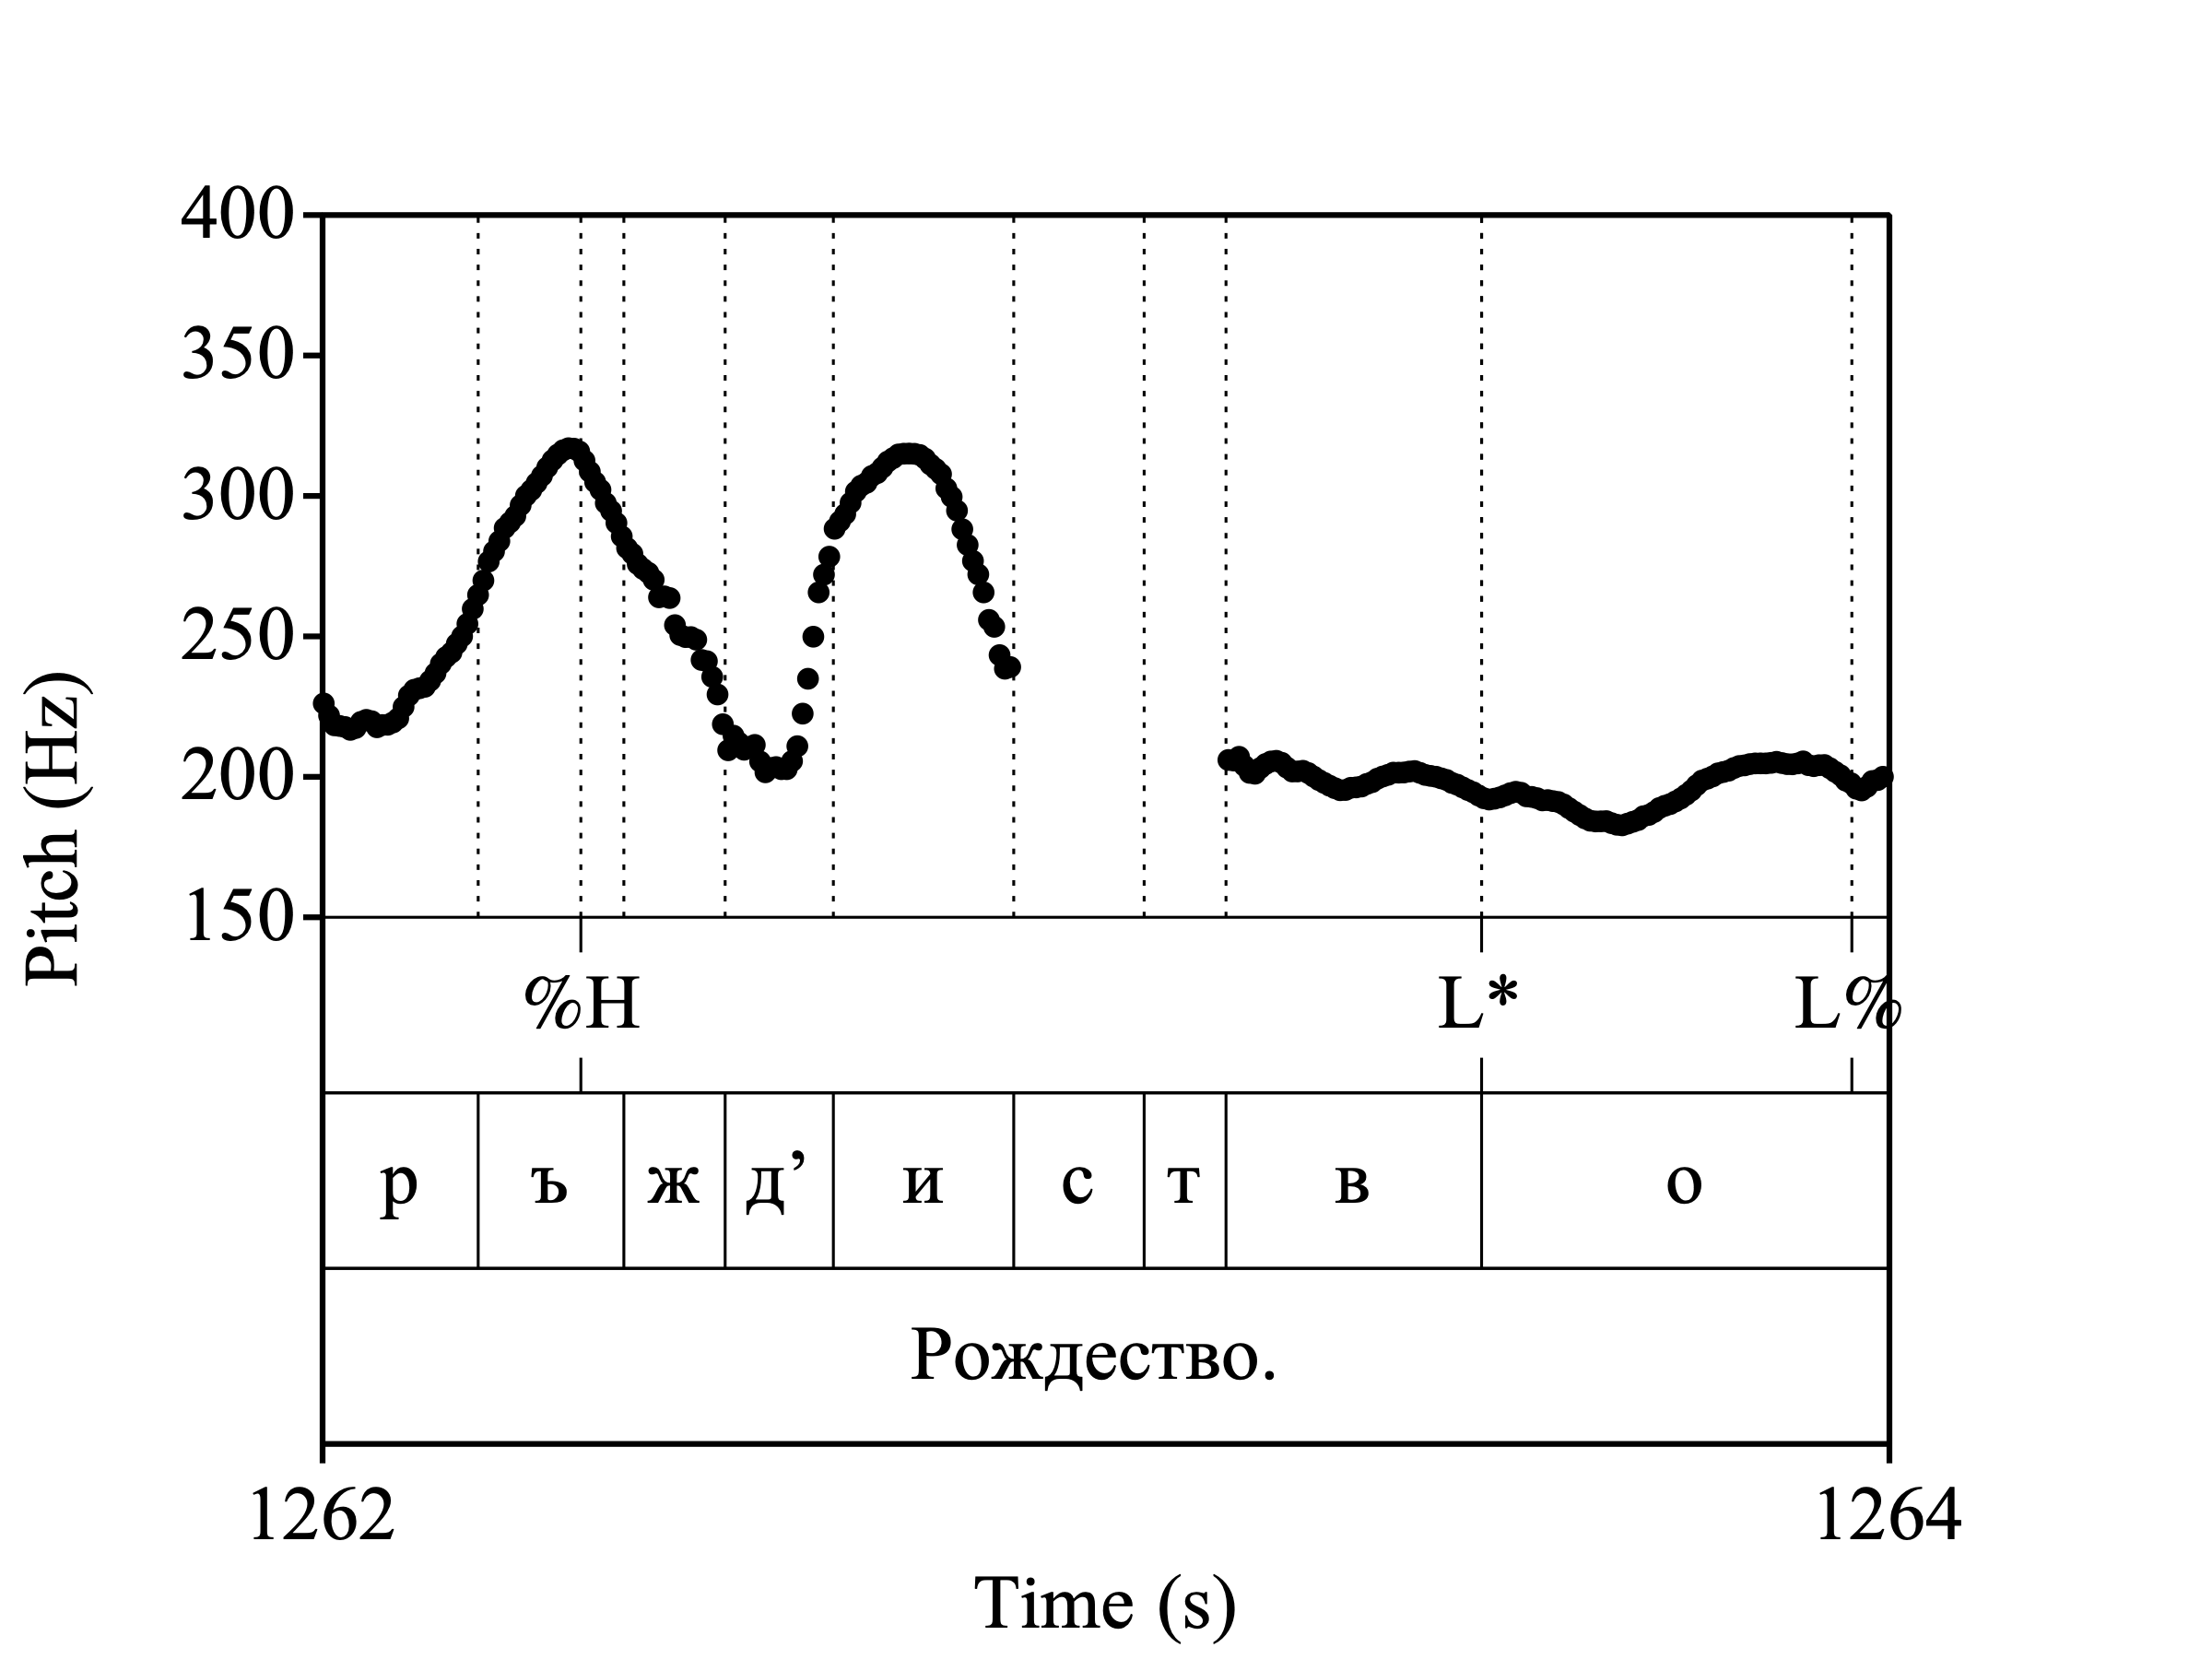 400
350
300
250
200
150
Pitch (Hz)
%H L* L%
р ъ ж д’ и с т в о
Рождество.
1262 1264
Time (s)